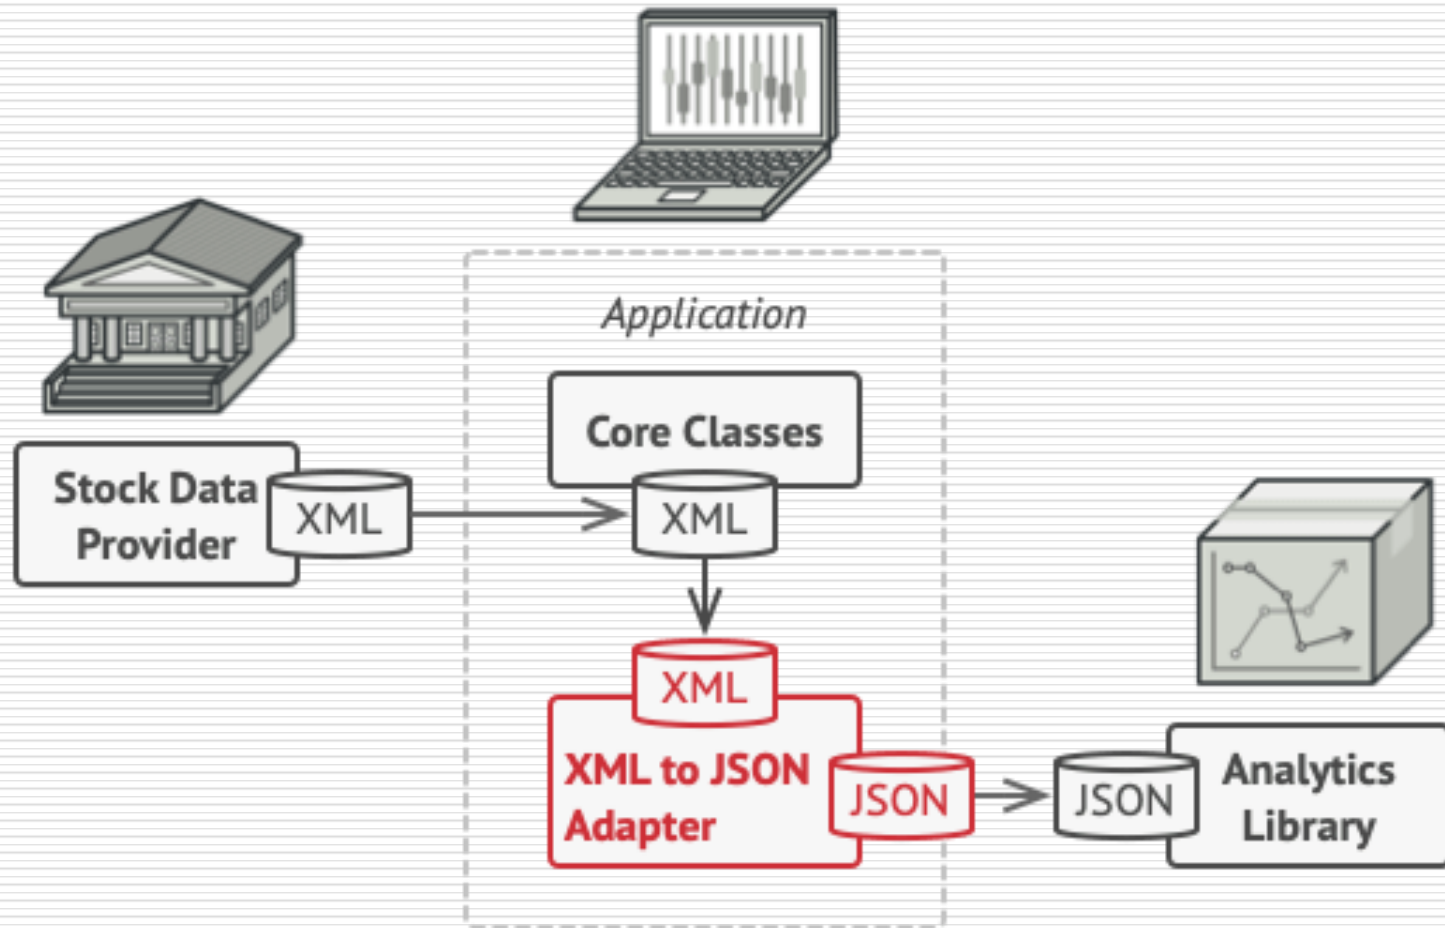 Application
Core Classes
Stock Data
Provider
XML
XML
XML
XML to JSON
Adapter
JSON
JSON
Analytics
Library